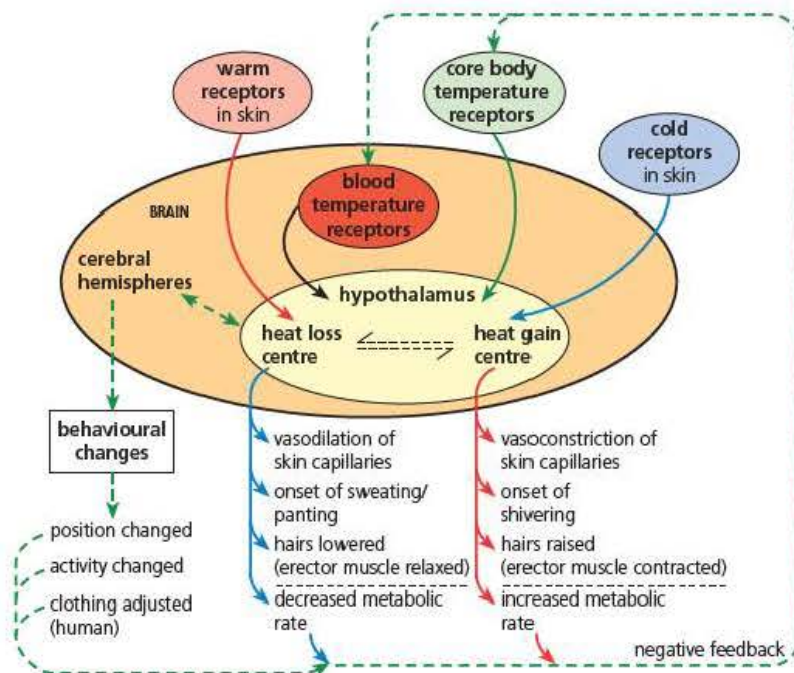 warm
receptors
in skin
core body
temperature
receptors
cold
receptors
in skin
blood
temperature
receptors
BRAIN
cerebral
hemispheres
hypothalamus
heat loss
centre
heat gain
centre
behavioural
changes
position changed
activity changed
clothing adjusted
(human)
vasodilation of
skin capillaries
onset of sweating/
panting
hairs lowered
(erector muscle relaxed)
decreased metabolic
rate
vasoconstriction of
skin capillaries
onset of
shivering
hairs raised
(erector muscle contracted)
increased metabolic
rate
negative feedback